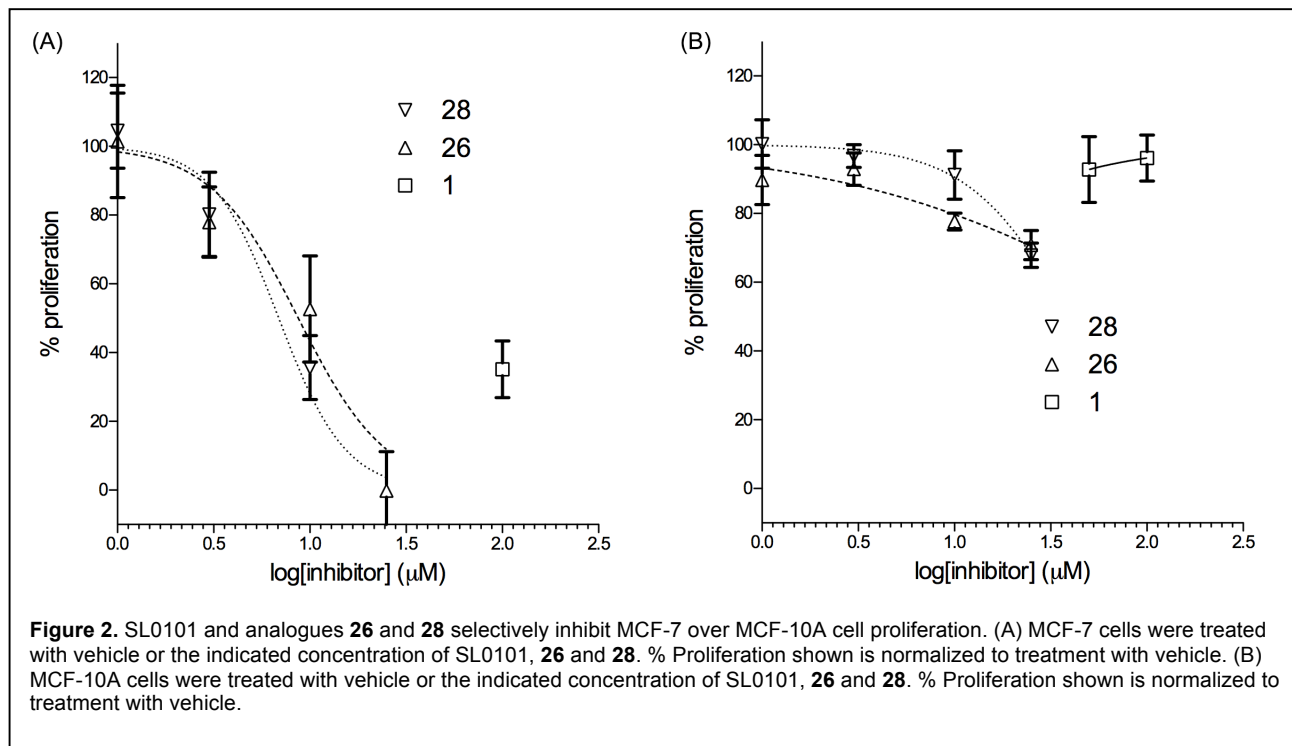 (A)
120
100
80
60
40
20
0
% proliferation
28
26
1
0.0 0.5 1.0 1.5 2.0 2.5
log[inhibitor] (μM)
(B)
120
100
80
60
40
20
0
% proliferation
28
26
1
0.0 0.5 1.0 1.5 2.0 2.5
log[inhibitor] (μM)
Figure 2. SL0101 and analogues 26 and 28 selectively inhibit MCF-7 over MCF-10A cell proliferation. (A) MCF-7 cells were treated
with vehicle or the indicated concentration of SL0101, 26 and 28. % Proliferation shown is normalized to treatment with vehicle. (B)
MCF-10A cells were treated with vehicle or the indicated concentration of SL0101, 26 and 28. % Proliferation shown is normalized to
treatment with vehicle.